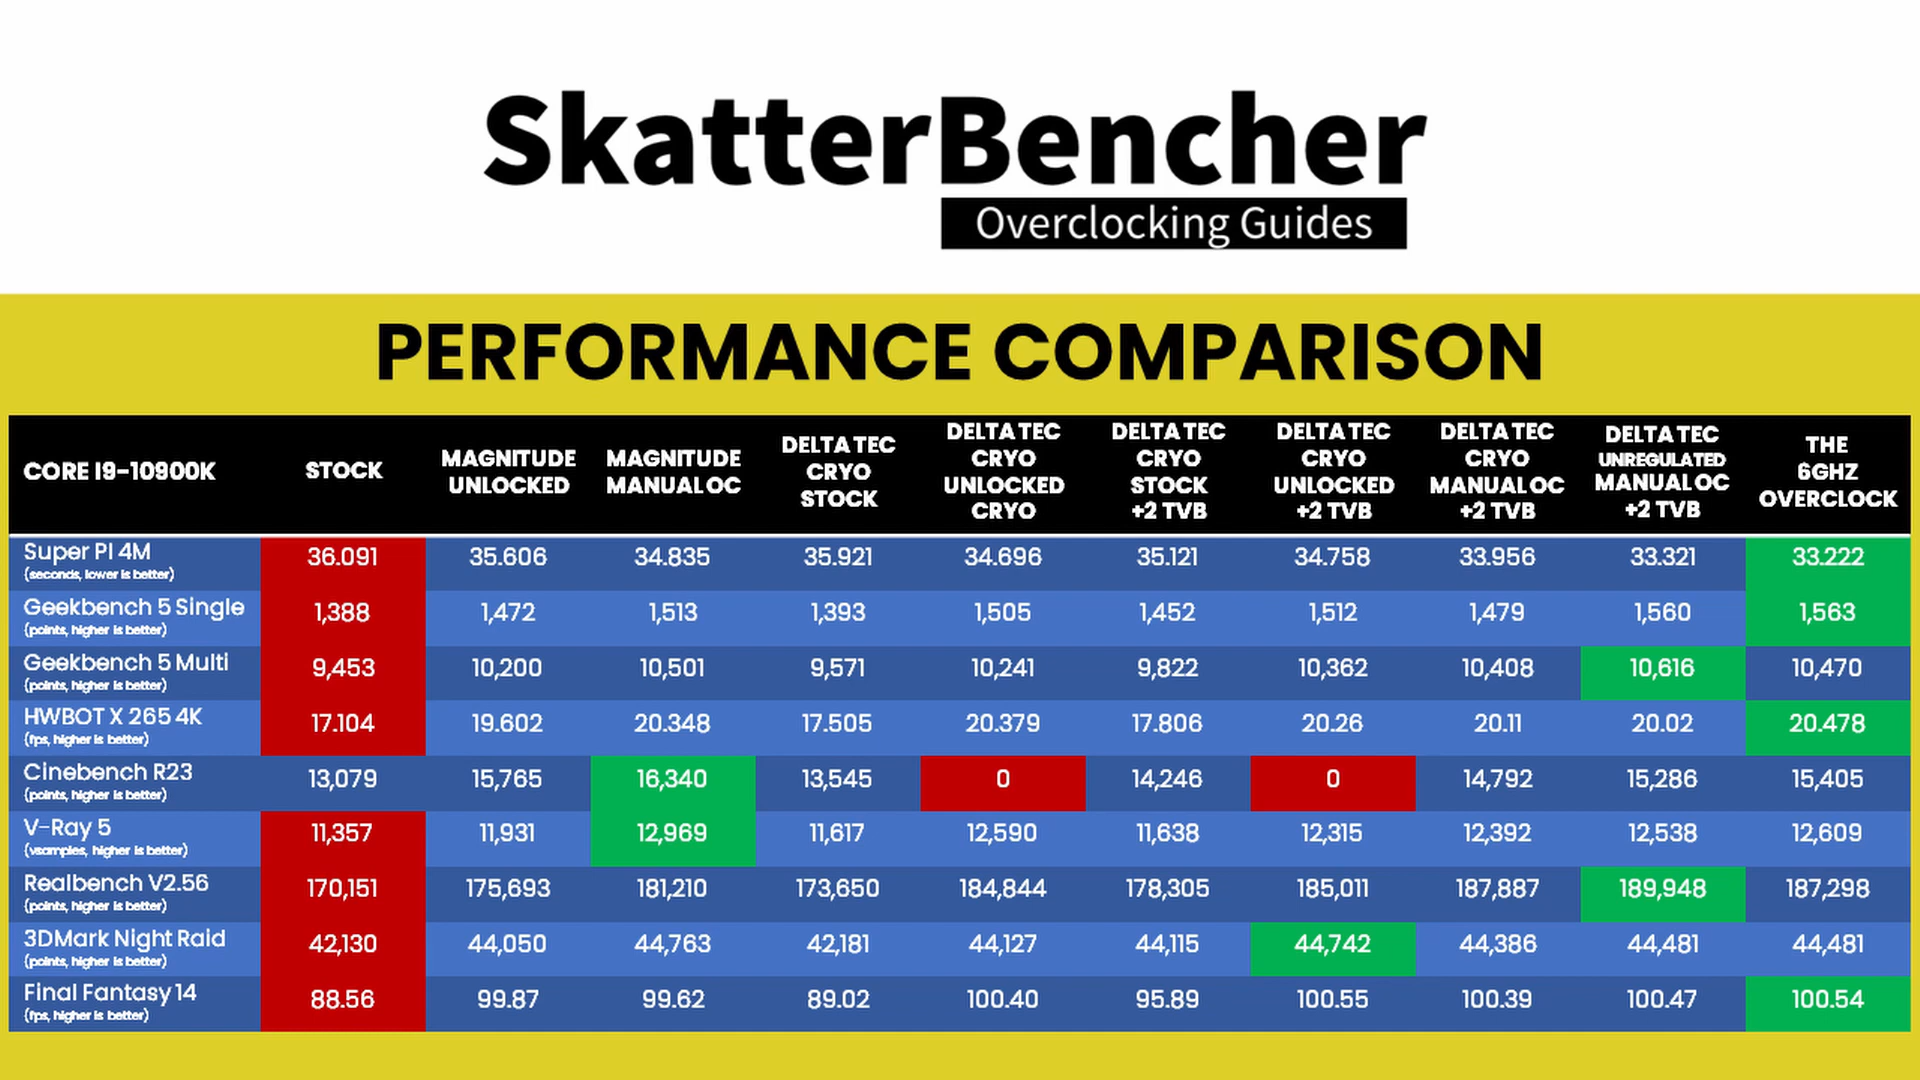 SkatterBencher
Overclocking Guides
PERFORMANCE COMPARISON
CORE I9-10900K STOCK MAGNITUDE UNLOCKED MAGNITUDE MANUAL OC DELTA TEC CRYO STOCK DELTA TEC CRYO UNLOCKED CRYO DELTA TEC CRYO STOCK +2 TVB DELTA TEC CRYO UNLOCKED +2 TVB DELTA TEC CRYO MANUAL OC +2 TVB DELTA TEC UNREGULATED MANUAL OC +2 TVB THE 6GHZ OVERCLOCK
Super PI 4M 36.091 35.606 34.835 35.921 34.696 35.121 34.758 33.956 33.321 33.222
(seconds, lower is better)
Geekbench 5 Single 1,388 1,472 1,513 1,393 1,505 1,452 1,512 1,479 1,560 1,563
(points, higher is better)
Geekbench 5 Multi 9,453 10,200 10,501 9,571 10,241 9,822 10,362 10,408 10,616 10,470
(points, higher is better)
HWBOT X 265 4K 17.104 19.602 20.348 17.505 20.379 17.806 20.26 20.11 20.02 20.478
(fps, higher is better)
Cinebench R23 13,079 15,765 16,340 13,545 0 14,246 0 14,792 15,286 15,405
(points, higher is better)
V-Ray 5 11,357 11,931 12,969 11,617 12,590 11,638 12,315 12,392 12,538 12,609
(vsamples, higher is better)
Realbench V2.56 170,151 175,693 181,210 173,650 184,844 178,305 185,011 187,887 189,948 187,298
(points, higher is better)
3DMark Night Raid 42,130 44,050 44,763 42,181 44,127 44,115 44,742 44,386 44,481 44,481
(points, higher is better)
Final Fantasy 14 88.56 99.87 99.62 89.02 100.40 95.89 100.55 100.39 100.47 100.54
(fps, higher is better)